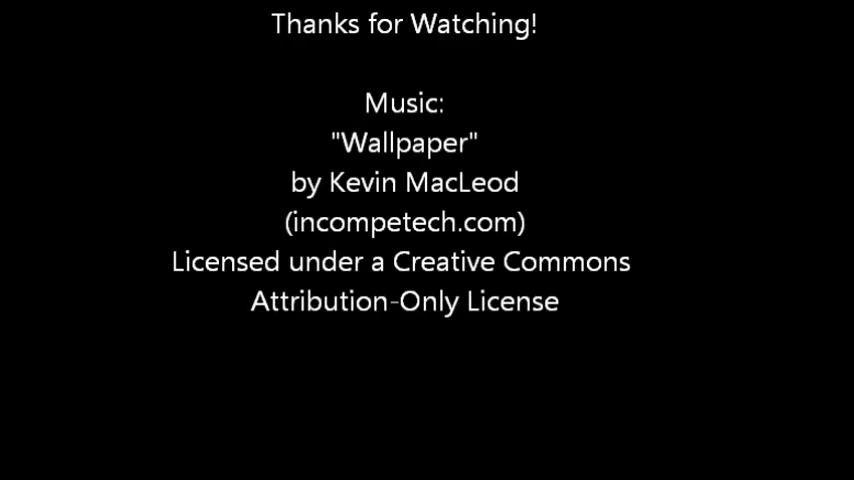 Thanks for Watching!
Music:
"Wallpaper"
by Kevin MacLeod
(incompetech.com)
Licensed under a Creative Commons
Attribution-Only License